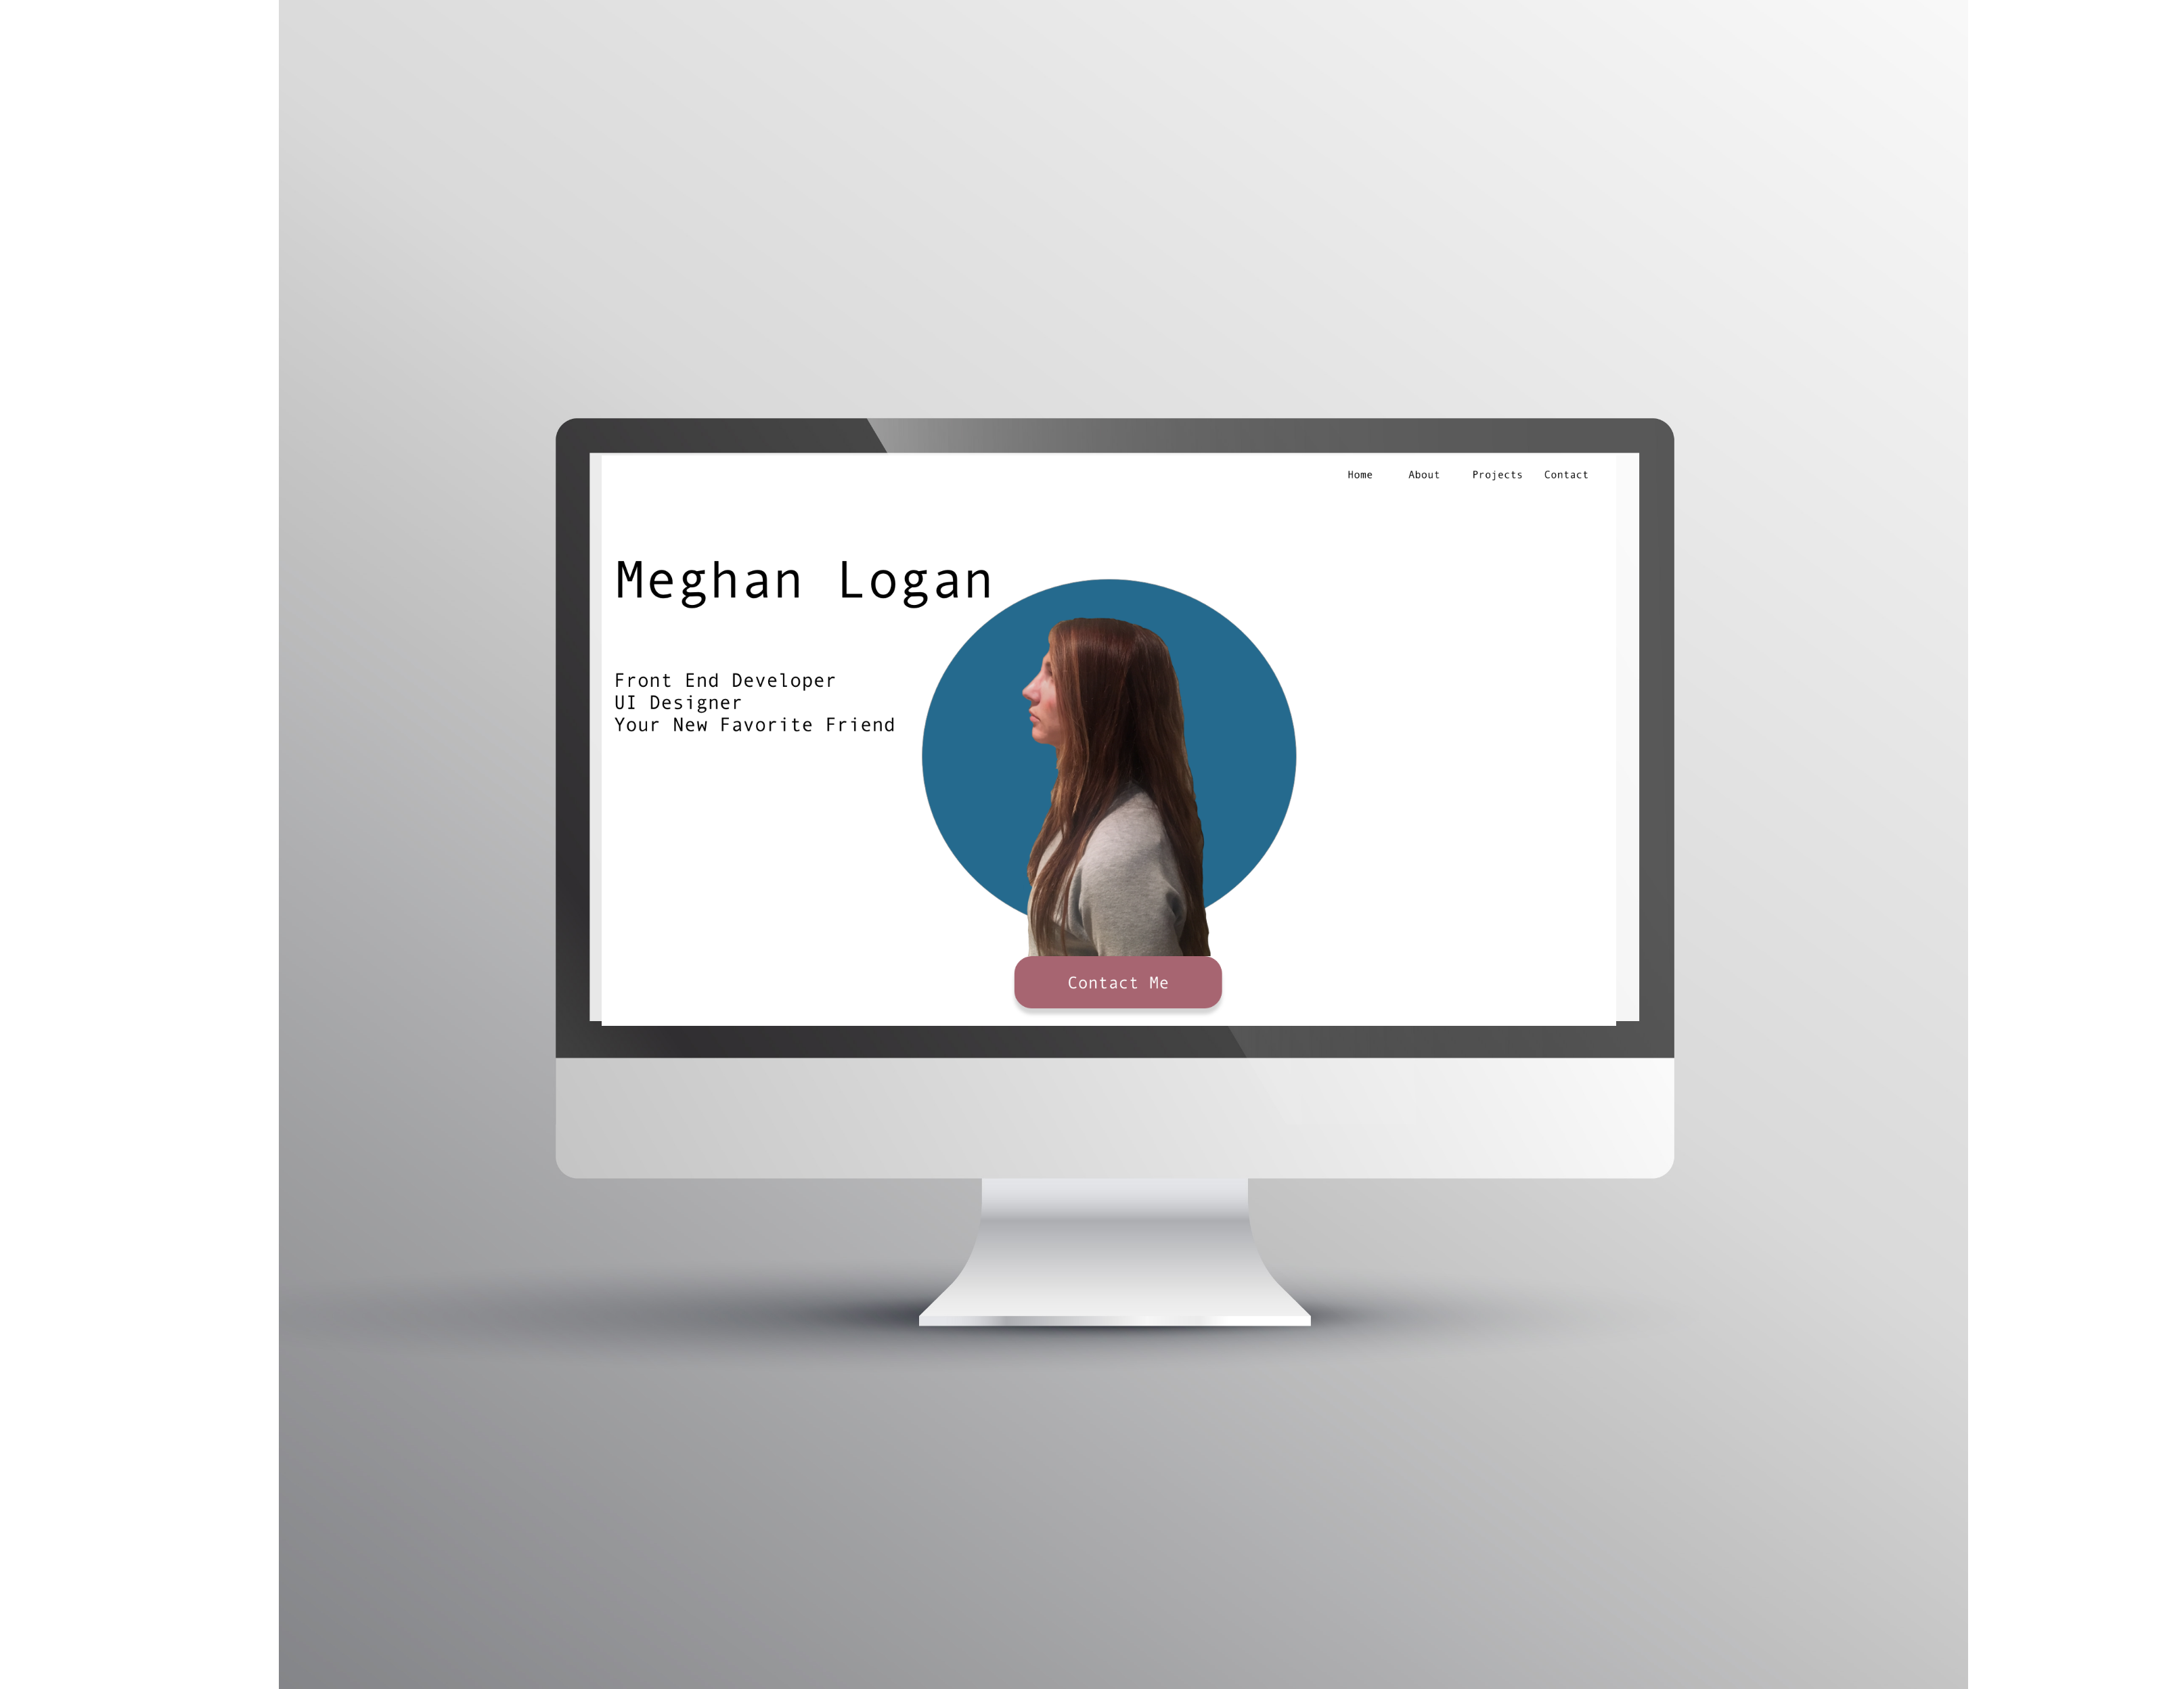 Home About Projects Contact
Meghan Logan
Front End Developer
UI Designer
Your New Favorite Friend
Contact Me